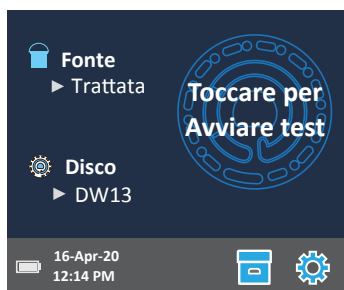 Fonte
► Trattata
Toccare per
Avviare test
Disco
► DW13
16-Apr-20
12:14 PM